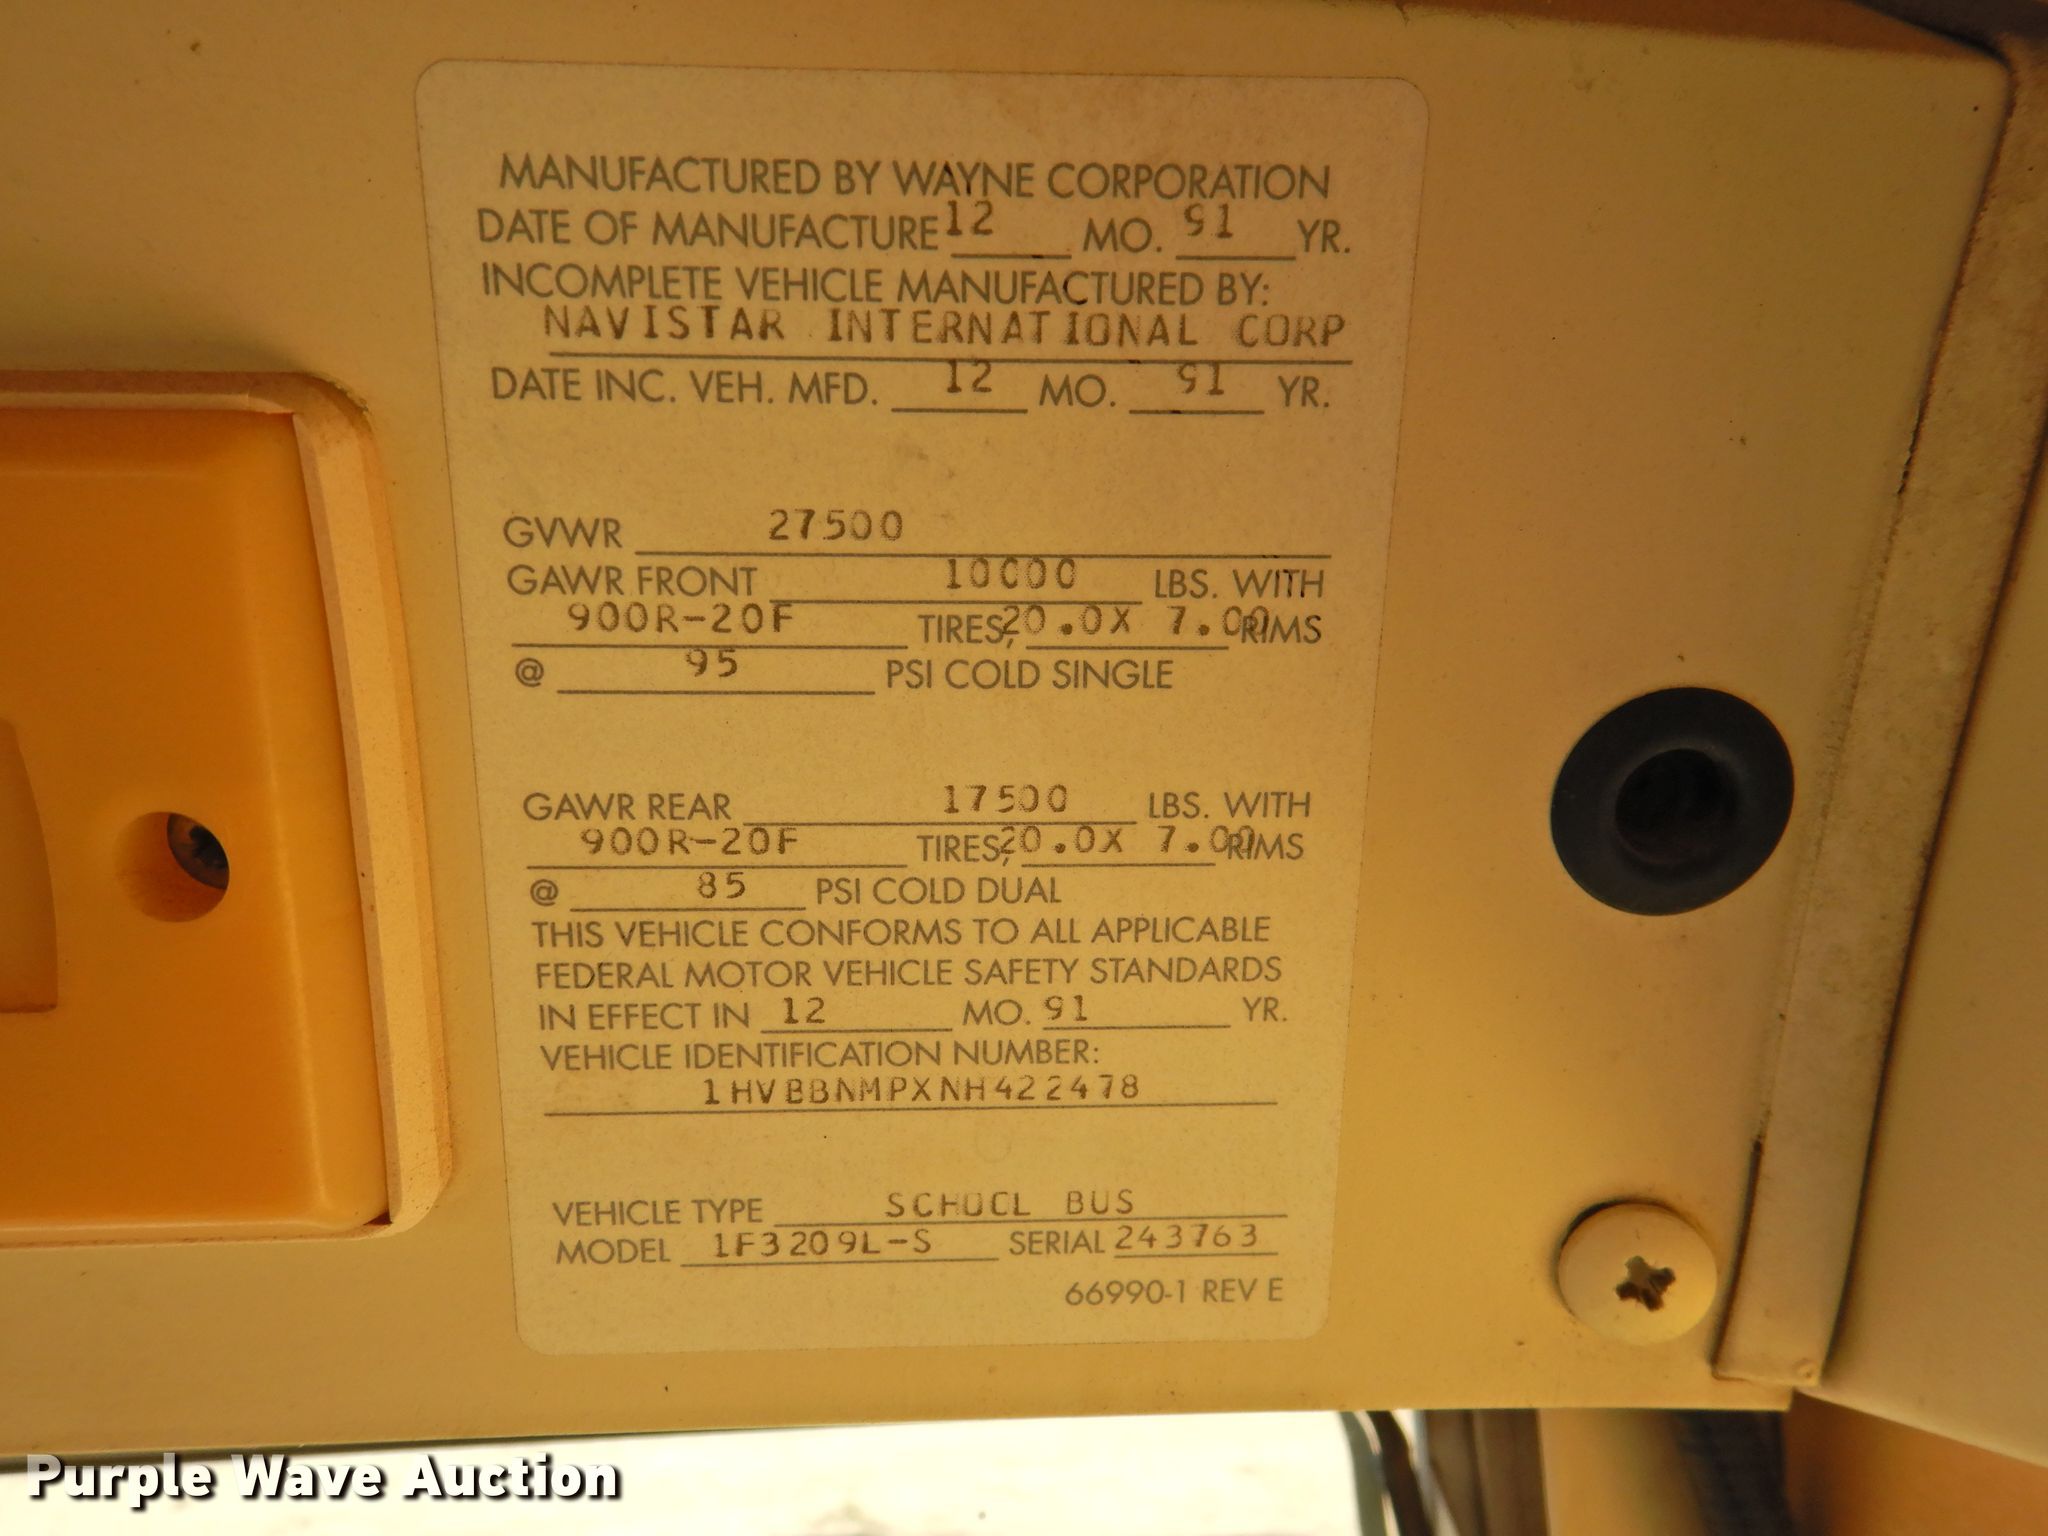 MANUFACTURED BY WAYNE CORPORATION
DATE OF MANUFACTURE 12 MO. 91 YR.
INCOMPLETE VEHICLE MANUFACTURED BY:
NAVISTAR INTERNATIONAL CORP
DATE INC. VEH. MFD. 12 MO. 91 YR.
GVWR 27500
GAWR FRONT 10000 LBS. WITH
900R-20F TIRES, 20.0X 7.00 RIMS
@ 95 PSI COLD SINGLE
GAWR REAR 17500 LBS. WITH
900R-20F TIRES, 20.0X 7.00 RIMS
@ 85 PSI COLD DUAL
THIS VEHICLE CONFORMS TO ALL APPLICABLE
FEDERAL MOTOR VEHICLE SAFETY STANDARDS
IN EFFECT IN 12 MO. 91 YR.
VEHICLE IDENTIFICATION NUMBER:
1HVBBNMPXNH422478
VEHICLE TYPE SCHOOL BUS
MODEL 1F3209L-S SERIAL 243763
66990-1 REV E
Purple Wave Auction